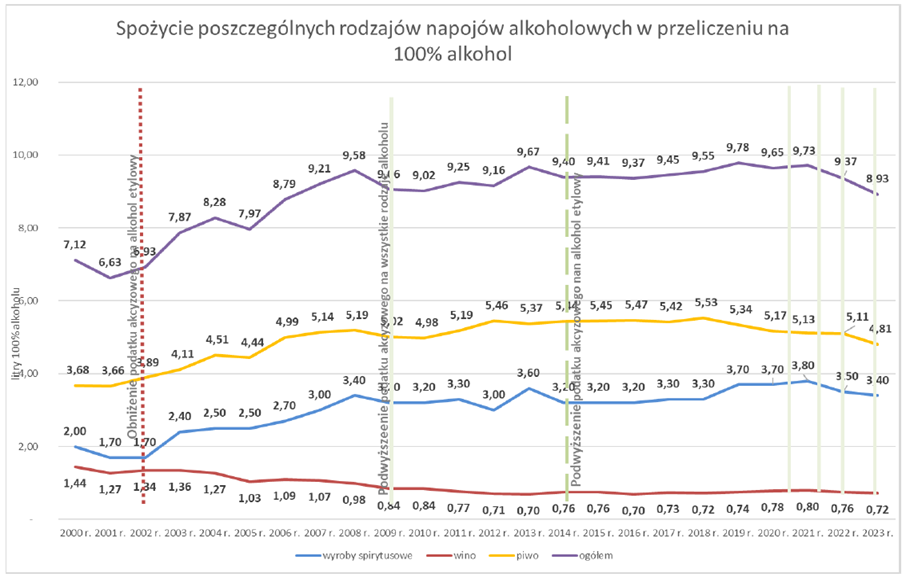 Spożycie poszczególnych rodzajów napojów alkoholowych w przeliczeniu na
100% alkohol
litry 100%alkoholu
12,00
10,00
8,00
6,00
4,00
2,00
-
7,12 6,63 6,93 7,87 8,28 7,97 8,79 9,21 9,58 9,06 9,02 9,25 9,16 9,67 9,40 9,41 9,37 9,45 9,55 9,78 9,65 9,73 9,37 8,93
3,68 3,66 3,89 4,11 4,51 4,44 4,99 5,14 5,19 5,02 4,98 5,19 5,46 5,37 5,44 5,45 5,47 5,42 5,53 5,34 5,17 5,13 5,11 4,81
2,00 1,70 1,70 2,40 2,50 2,50 2,70 3,00 3,40 3,20 3,20 3,30 3,00 3,60 3,20 3,20 3,20 3,30 3,30 3,70 3,70 3,80 3,50 3,40
1,44 1,27 1,34 1,36 1,27 1,03 1,09 1,07 0,98 0,84 0,84 0,77 0,71 0,70 0,76 0,76 0,70 0,73 0,72 0,74 0,78 0,80 0,76 0,72
Obniżenie podatku akcyzowego na alkohol etylowy
Podwyższeenie podatku akcyzowego na wszystkie rodzaje alkoholu
Podwyższenie podatku akcyzowego nan alkohol etylowy
2000 r. 2001 r. 2002 r. 2003 r. 2004 r. 2005 r. 2006 r. 2007 r. 2008 r. 2009 r. 2010 r. 2011 r. 2012 r. 2013 r. 2014 r. 2015 r. 2016 r. 2017 r. 2018 r. 2019 r. 2020 r. 2021 r. 2022 r. 2023 r.
wyroby spirytusowe wino piwo ogółem